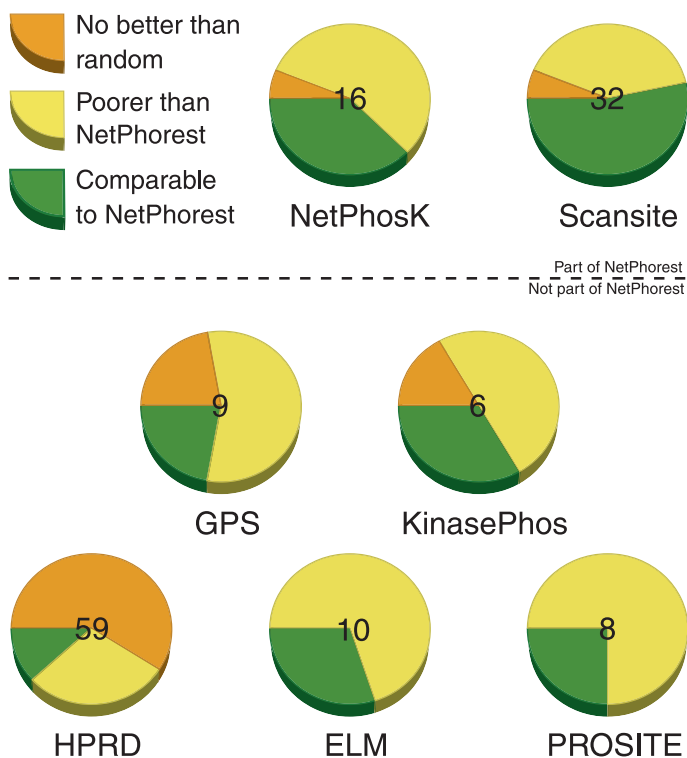 No better than
random
Poorer than
NetPhorest
Comparable
to NetPhorest
16
32
NetPhosK
Scansite
Part of NetPhorest
Not part of NetPhorest
9
6
GPS
KinasePhos
59
10
8
HPRD
ELM
PROSITE